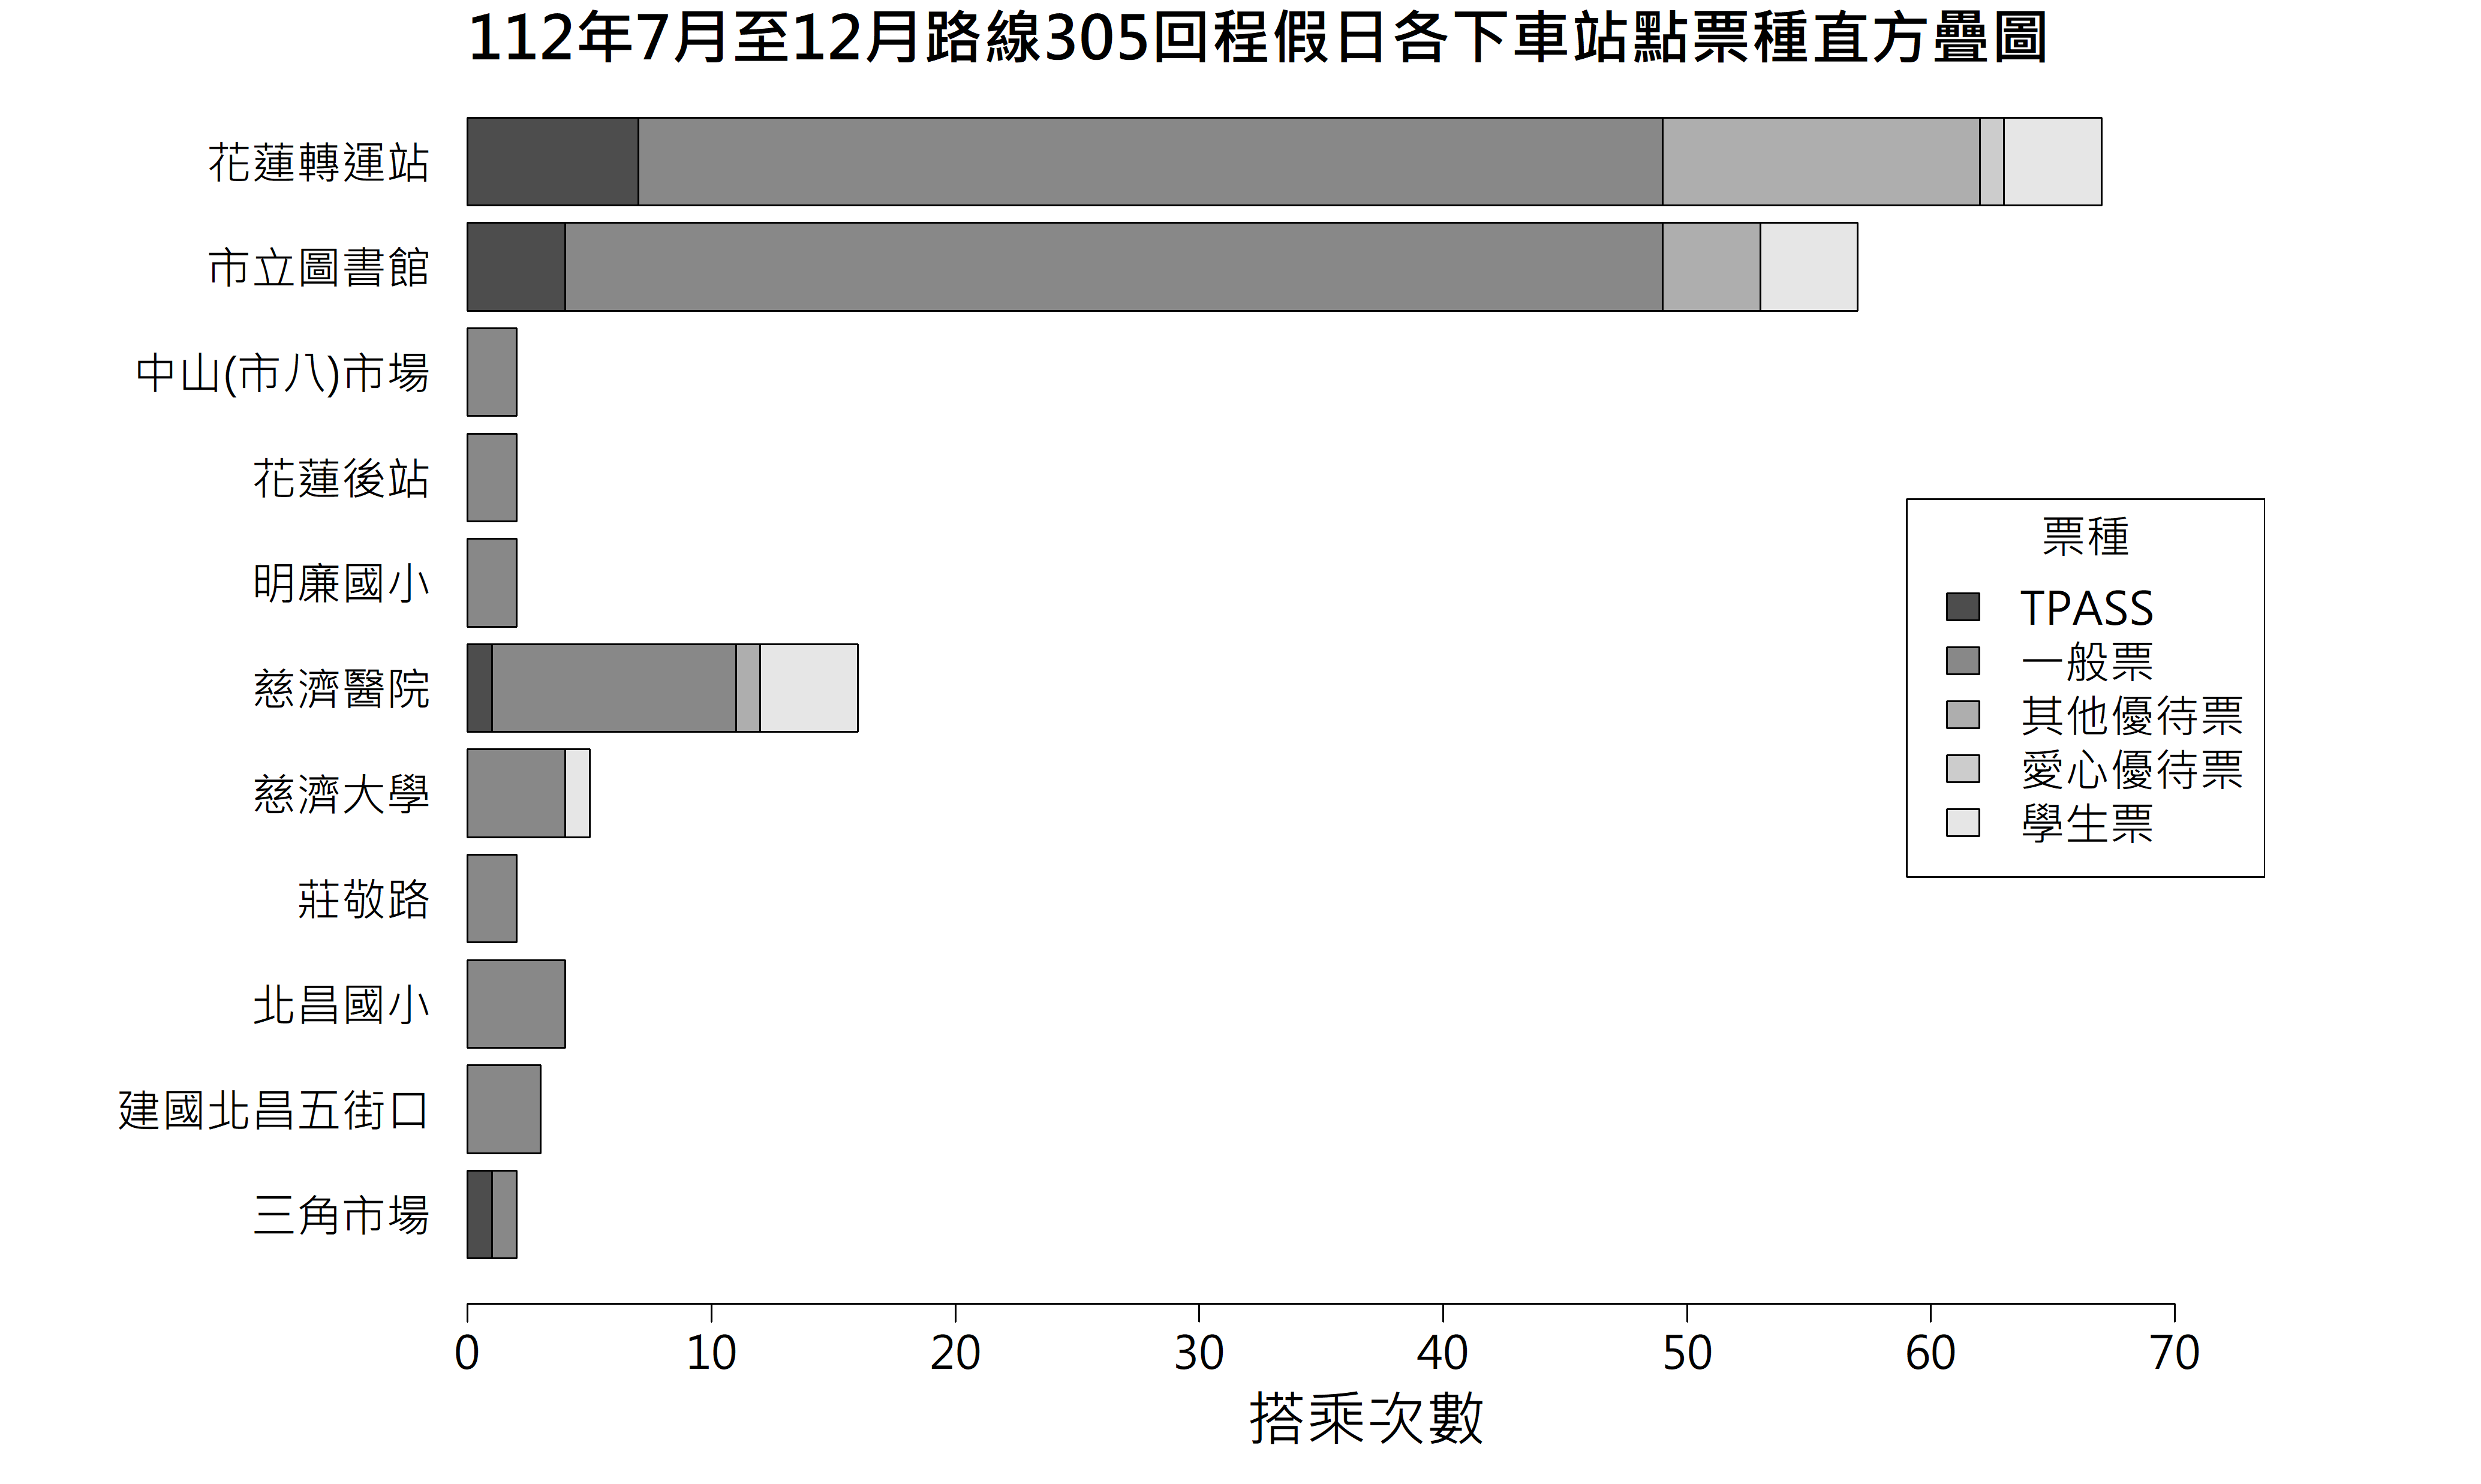 112年7月至12月路線305回程假日各下車站點票種直方疊圖
花蓮轉運站
市立圖書館
中山(市八)市場
花蓮後站
明廉國小
慈濟醫院
慈濟大學
莊敬路
北昌國小
建國北昌五街口
三角市場
票種
TPASS
一般票
其他優待票
愛心優待票
學生票
0 10 20 30 40 50 60 70
搭乘次數